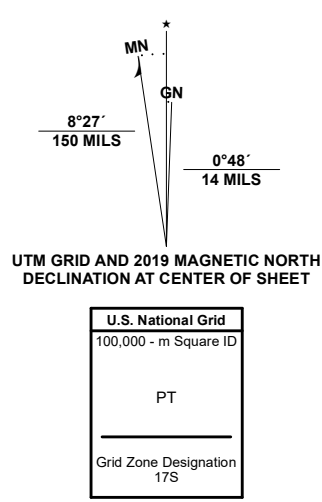 ★
MN
GN
8°27´
150 MILS
0°48´
14 MILS
UTM GRID AND 2019 MAGNETIC NORTH
DECLINATION AT CENTER OF SHEET
U.S. National Grid
100,000 - m Square ID
PT
Grid Zone Designation
17S